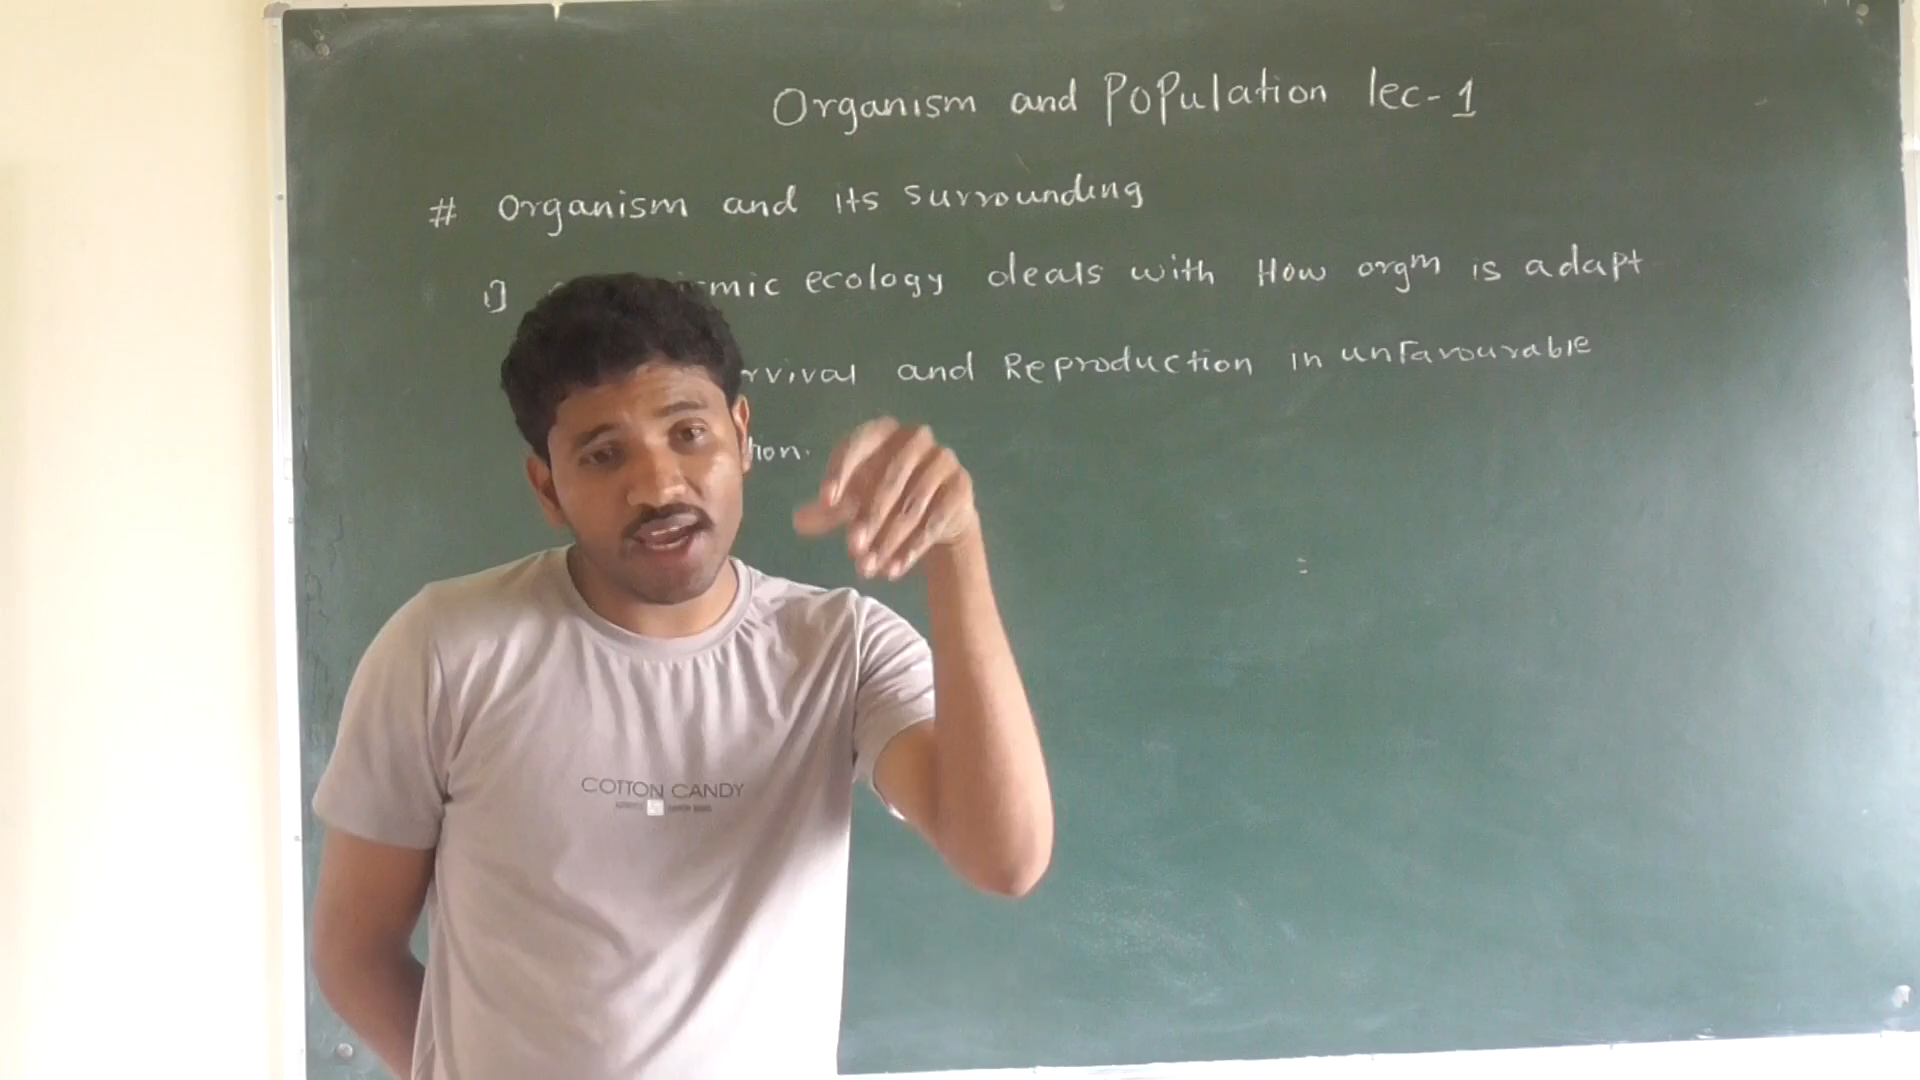 Organism and Population lec-1
# Organism and its surrounding
1] mic ecology deals with How orgm is adapt
rvival and Reproduction in unfavourable
tion.
COTTON CANDY